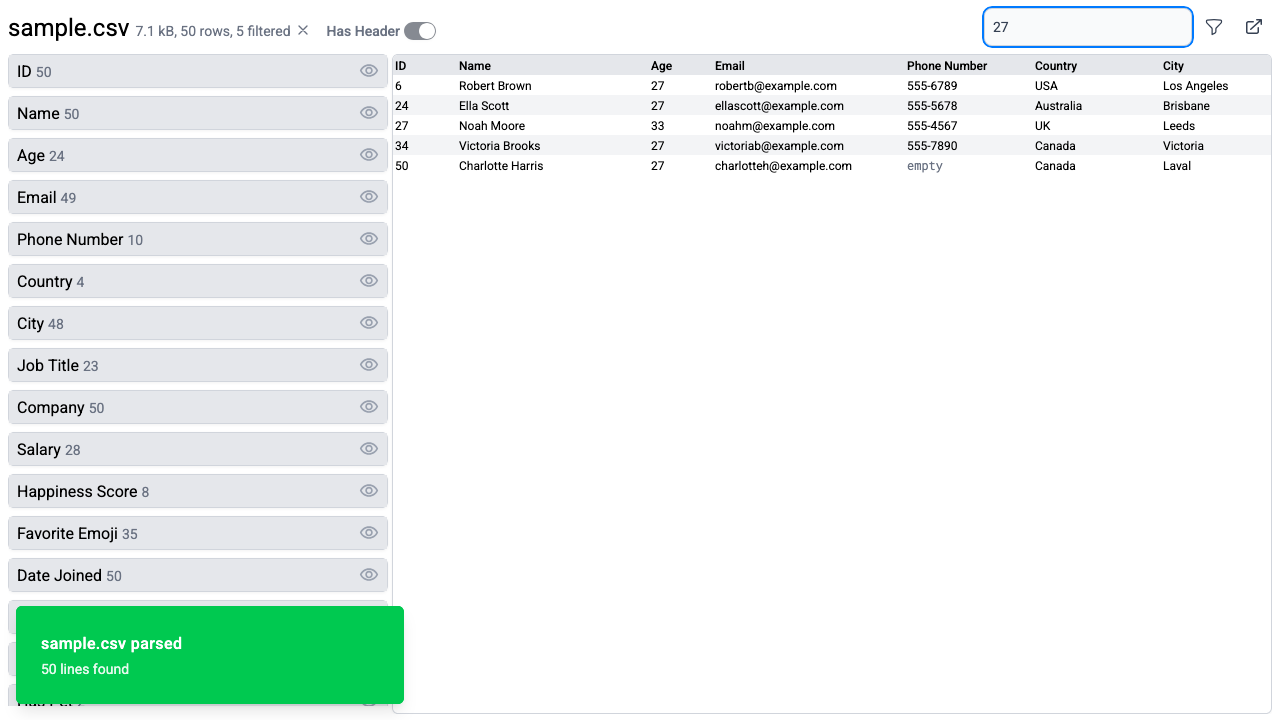 sample.csv 7.1 kB, 50 rows, 5 filtered Has Header 27
ID 50
Name 50
Age 24
Email 49
Phone Number 10
Country 4
City 48
Job Title 23
Company 50
Salary 28
Happiness Score 8
Favorite Emoji 35
Date Joined 50
sample.csv parsed
50 lines found
ID Name Age Email Phone Number Country City
6 Robert Brown 27 robertb@example.com 555-6789 USA Los Angeles
24 Ella Scott 27 ellascott@example.com 555-5678 Australia Brisbane
27 Noah Moore 33 noahm@example.com 555-4567 UK Leeds
34 Victoria Brooks 27 victoriab@example.com 555-7890 Canada Victoria
50 Charlotte Harris 27 charlotteh@example.com empty Canada Laval